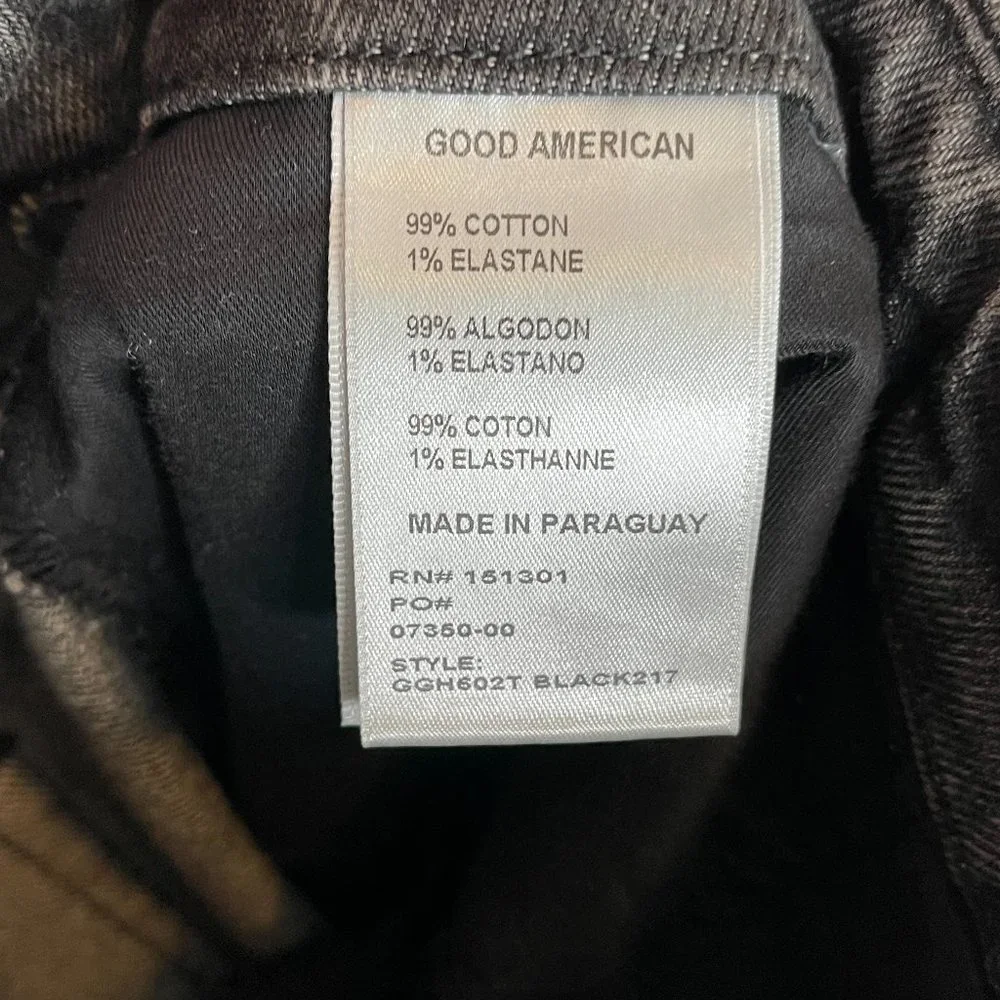 GOOD AMERICAN
99% COTTON
1% ELASTANE
99% ALGODON
1% ELASTANO
99% COTON
1% ELASTHANNE
MADE IN PARAGUAY
RN# 151301
PO#
07350-00
STYLE:
GGH602T BLACK217